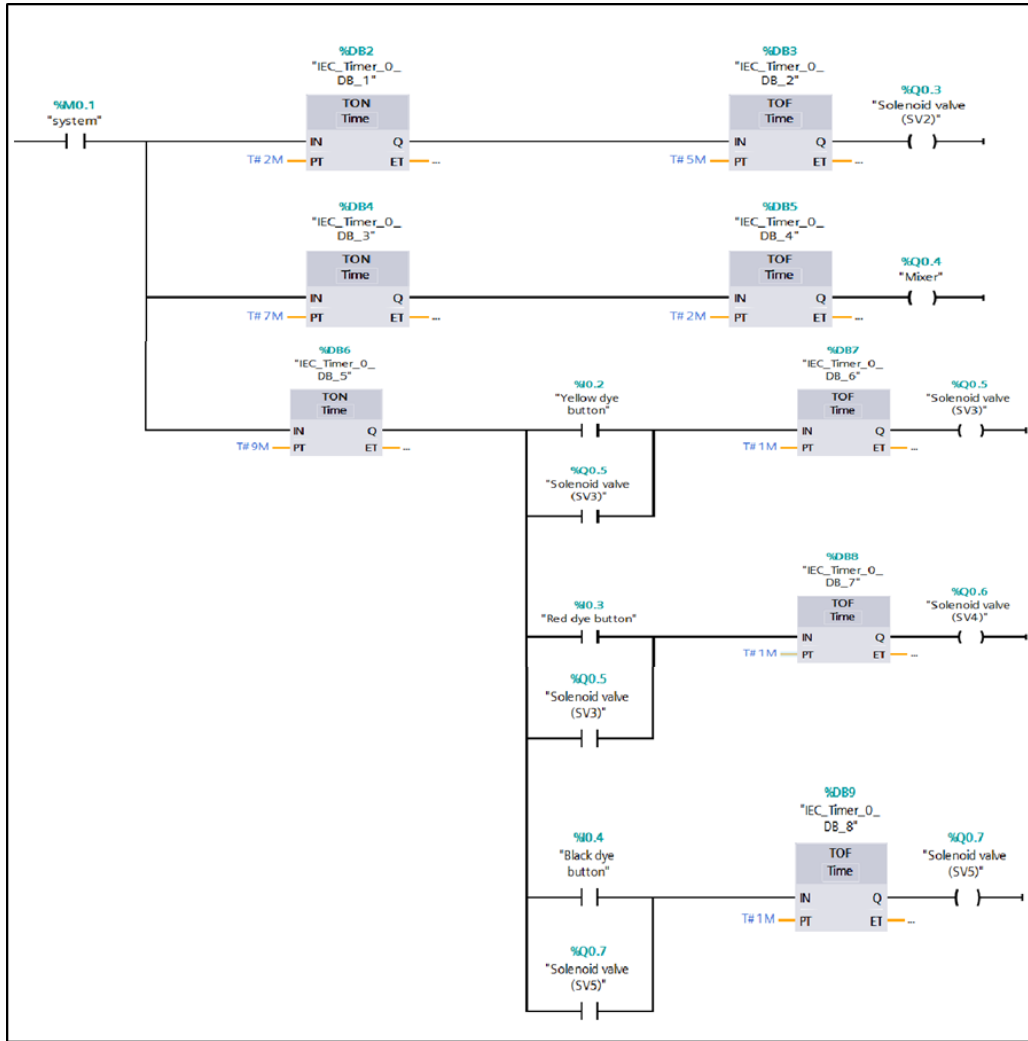 %DB2
"IEC_Timer_0_
DB_1"
TON
Time
IN
Q
T#2M
PT
ET
...
%DB3
"IEC_Timer_0_
DB_2"
TOF
Time
IN
Q
T#5M
PT
ET
...
%Q0.3
"Solenoid valve
(SV2)"
%M0.1
"system"
%DB4
"IEC_Timer_0_
DB_3"
TON
Time
IN
Q
T#7M
PT
ET
...
%DB5
"IEC_Timer_0_
DB_4"
TOF
Time
IN
Q
T#2M
PT
ET
...
%Q0.4
"Mixer"
%DB6
"IEC_Timer_0_
DB_5"
TON
Time
IN
Q
T#9M
PT
ET
...
%I0.2
"Yellow dye
button"
%Q0.5
"Solenoid valve
(SV3)"
%DB7
"IEC_Timer_0_
DB_6"
TOF
Time
IN
Q
T#1M
PT
ET
...
%Q0.5
"Solenoid valve
(SV3)"
%I0.3
"Red dye button"
%Q0.5
"Solenoid valve
(SV3)"
%DB8
"IEC_Timer_0_
DB_7"
TOF
Time
IN
Q
T#1M
PT
ET
...
%Q0.6
"Solenoid valve
(SV4)"
%I0.4
"Black dye
button"
%Q0.7
"Solenoid valve
(SV5)"
%DB9
"IEC_Timer_0_
DB_8"
TOF
Time
IN
Q
T#1M
PT
ET
...
%Q0.7
"Solenoid valve
(SV5)"